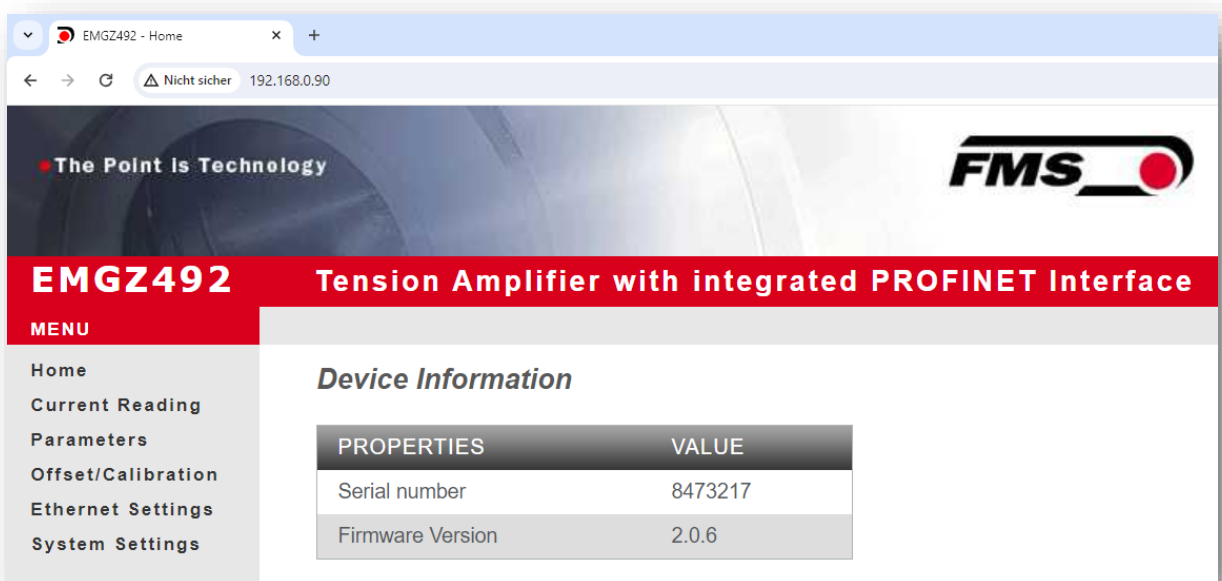 EMGZ492 - Home
Nicht sicher 192.168.0.90
The Point is Technology
FMS
EMGZ492 Tension Amplifier with integrated PROFINET Interface
MENU
Home
Current Reading
Parameters
Offset/Calibration
Ethernet Settings
System Settings
Device Information
PROPERTIES VALUE
Serial number 8473217
Firmware Version 2.0.6